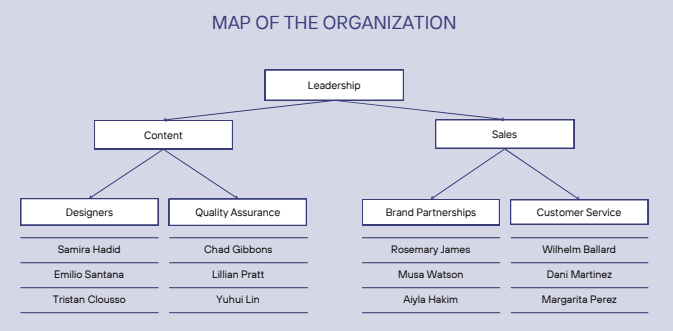 MAP OF THE ORGANIZATION
Leadership
Content
Sales
Designers
Quality Assurance
Brand Partnerships
Customer Service
Samira Hadid
Chad Gibbons
Rosemary James
Wilhelm Ballard
Emilio Santana
Lillian Pratt
Musa Watson
Dani Martinez
Tristan Clousso
Yuhui Lin
Aiyla Hakim
Margarita Perez